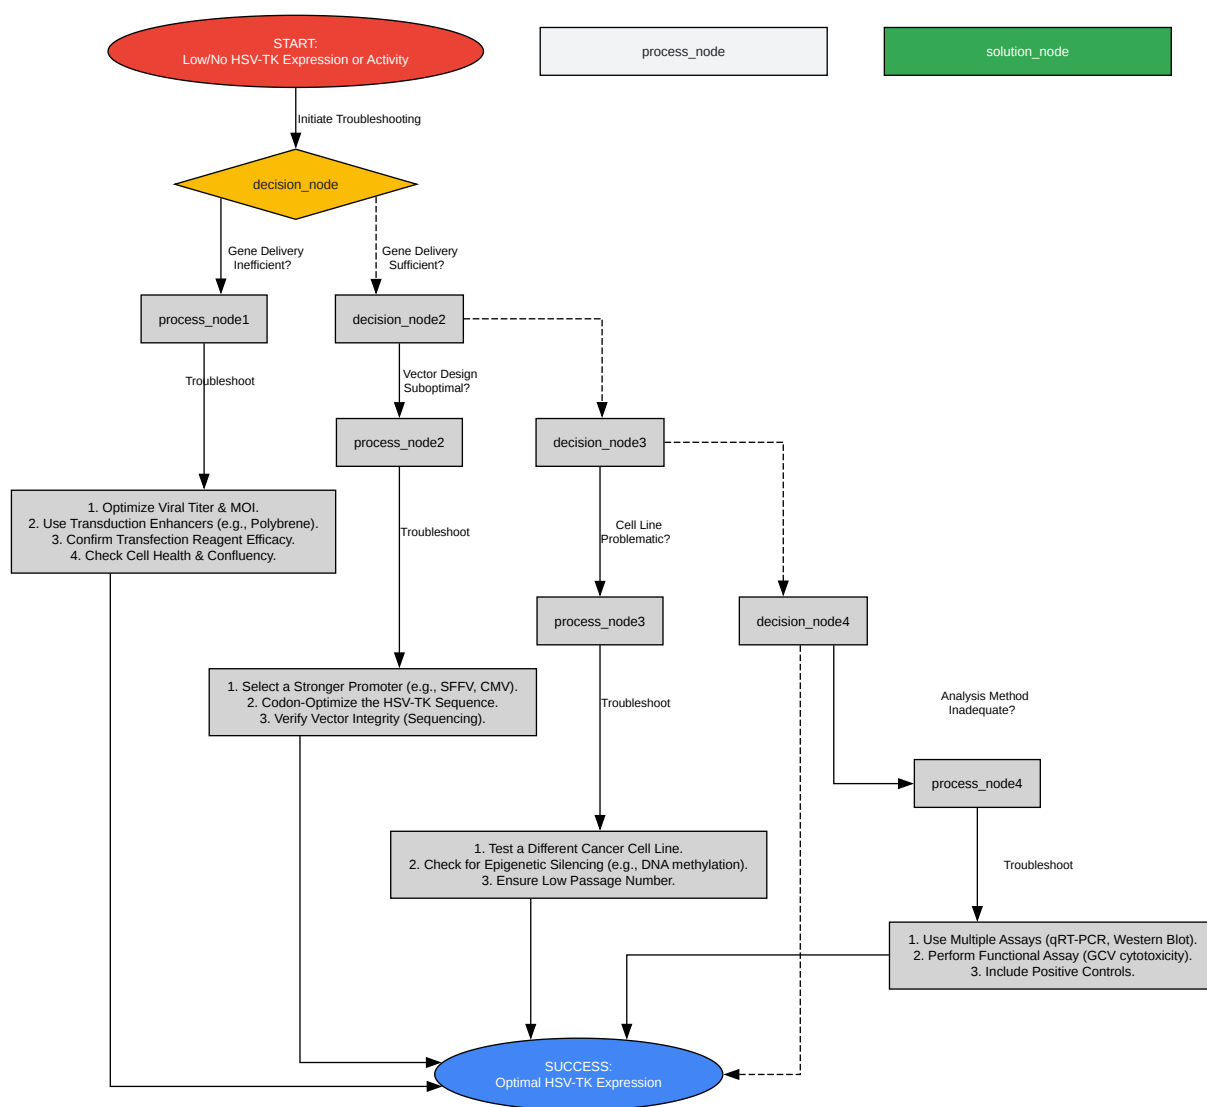 START:
Low/No HSV-TK Expression or Activity
process_node
solution_node
Initiate Troubleshooting
decision_node
Gene Delivery
Inefficient?
Gene Delivery
Sufficient?
process_node1
decision_node2
Troubleshoot
Vector Design
Suboptimal?
process_node2
decision_node3
1. Optimize Viral Titer & MOI.
2. Use Transduction Enhancers (e.g., Polybrene).
3. Confirm Transfection Reagent Efficacy.
4. Check Cell Health & Confluency.
Troubleshoot
Cell Line
Problematic?
process_node3
decision_node4
1. Select a Stronger Promoter (e.g., SFFV, CMV).
2. Codon-Optimize the HSV-TK Sequence.
3. Verify Vector Integrity (Sequencing).
Troubleshoot
Analysis Method
Inadequate?
process_node4
1. Test a Different Cancer Cell Line.
2. Check for Epigenetic Silencing (e.g., DNA methylation).
3. Ensure Low Passage Number.
Troubleshoot
1. Use Multiple Assays (qRT-PCR, Western Blot).
2. Perform Functional Assay (GCV cytotoxicity).
3. Include Positive Controls.
SUCCESS:
Optimal HSV-TK Expression